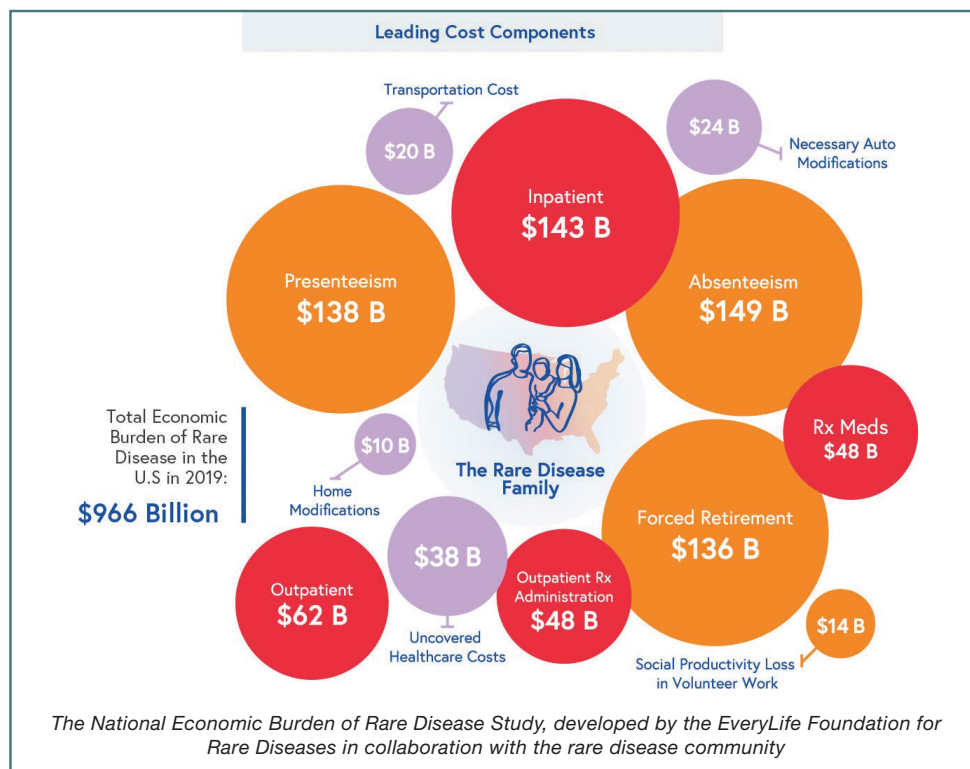 Leading Cost Components
Transportation Cost
$20 B
Inpatient
$143 B
$24 B
Necessary Auto
Modifications
Presenteeism
$138 B
Absenteeism
$149 B
Total Economic
Burden of Rare
Disease in the
U.S in 2019:
$966 Billion
$10 B
Home
Modifications
The Rare Disease
Family
Rx Meds
$48 B
Forced Retirement
$136 B
Outpatient
$62 B
$38 B
Uncovered
Healthcare Costs
Outpatient Rx
Administration
$48 B
$14 B
Social Productivity Loss
in Volunteer Work
The National Economic Burden of Rare Disease Study, developed by the EveryLife Foundation for
Rare Diseases in collaboration with the rare disease community